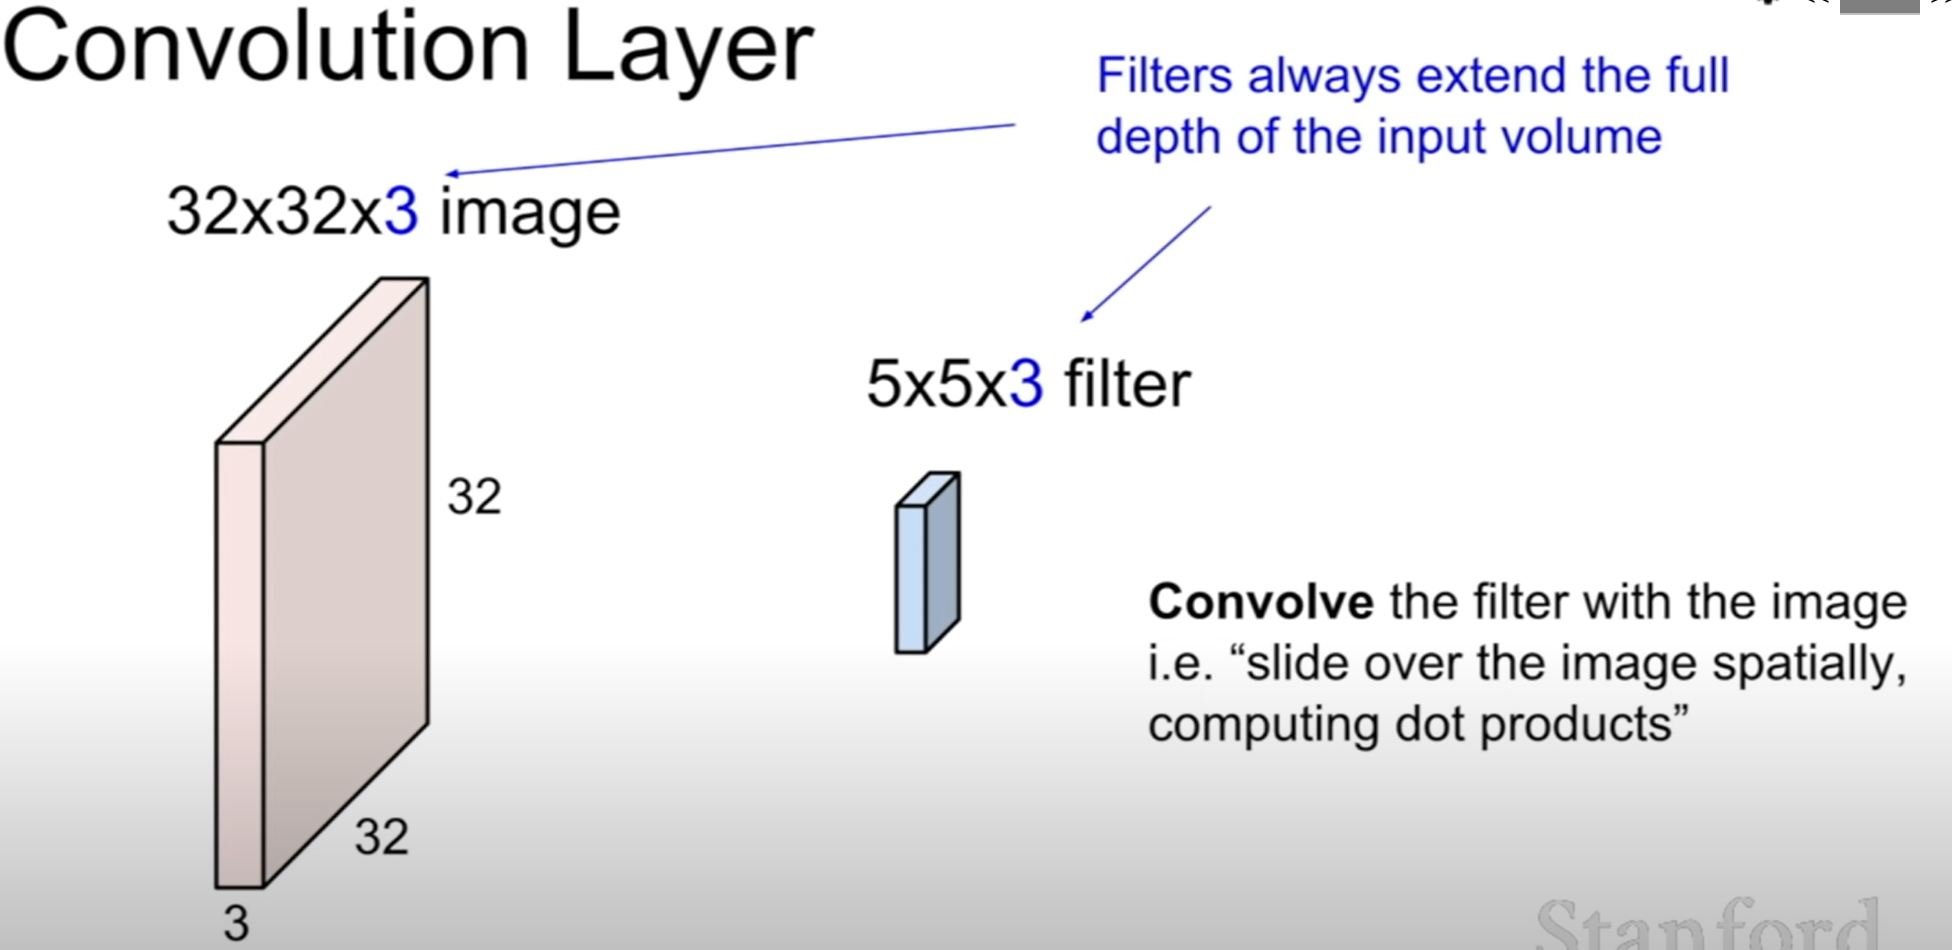 Convolution Layer
Filters always extend the full
depth of the input volume
32x32x3 image
5x5x3 filter
32
32
3
Convolve the filter with the image
i.e. “slide over the image spatially,
computing dot products”
Stanford